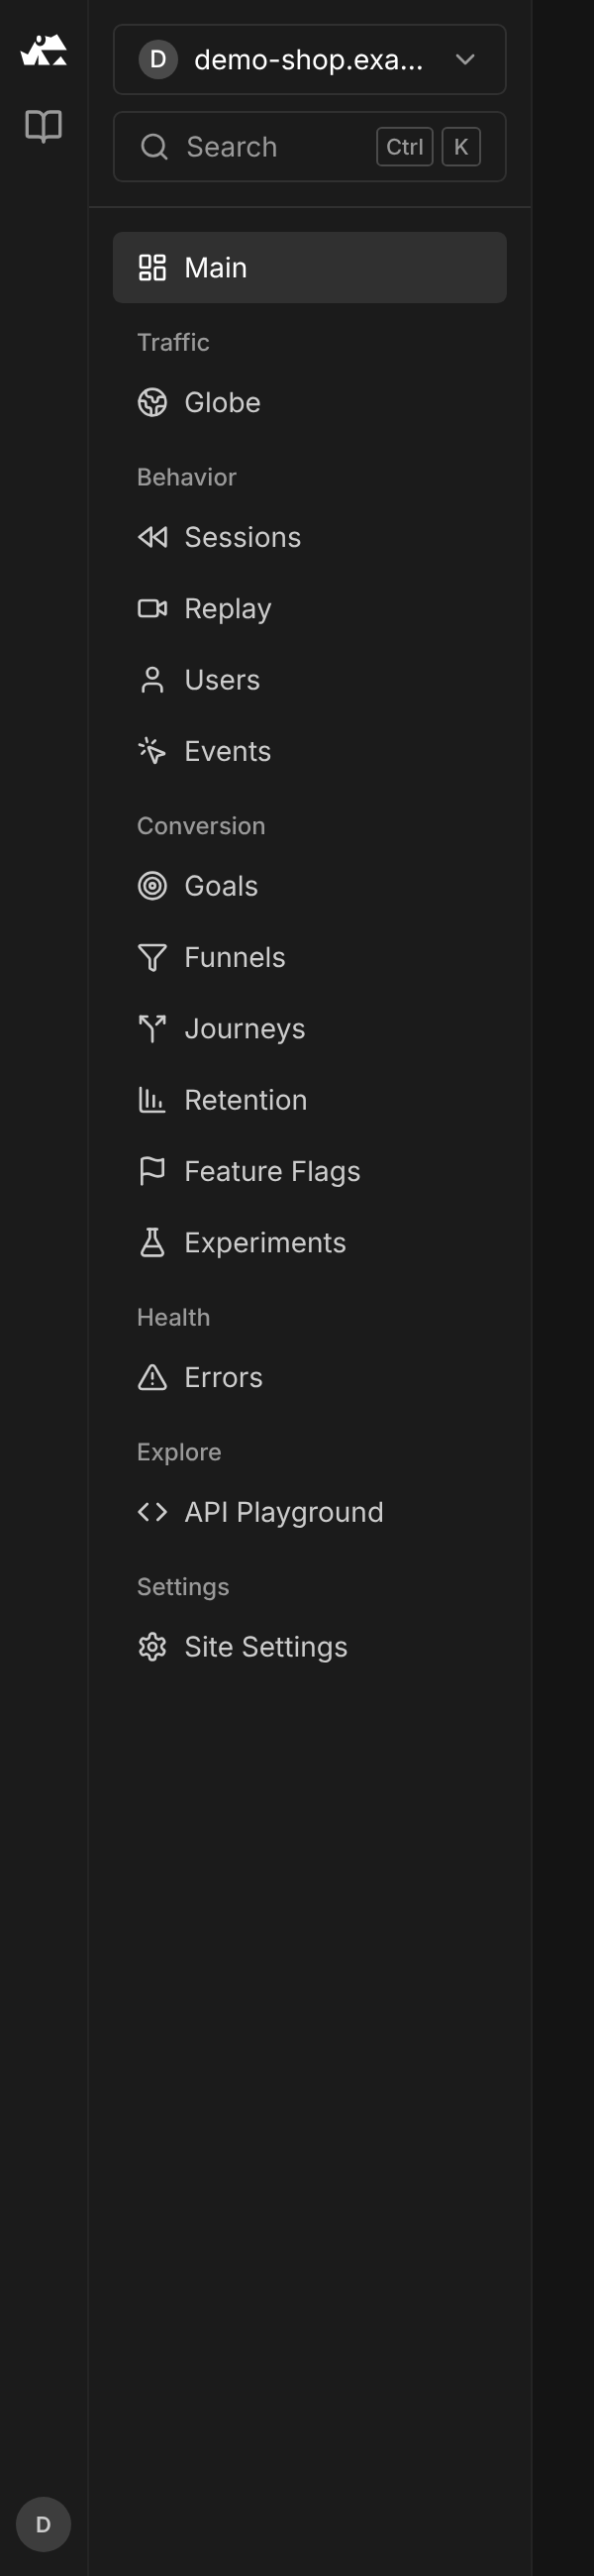 D demo-shop.exa...
Search Ctrl K
Main
Traffic
Globe
Behavior
Sessions
Replay
Users
Events
Conversion
Goals
Funnels
Journeys
Retention
Feature Flags
Experiments
Health
Errors
Explore
API Playground
Settings
Site Settings
D